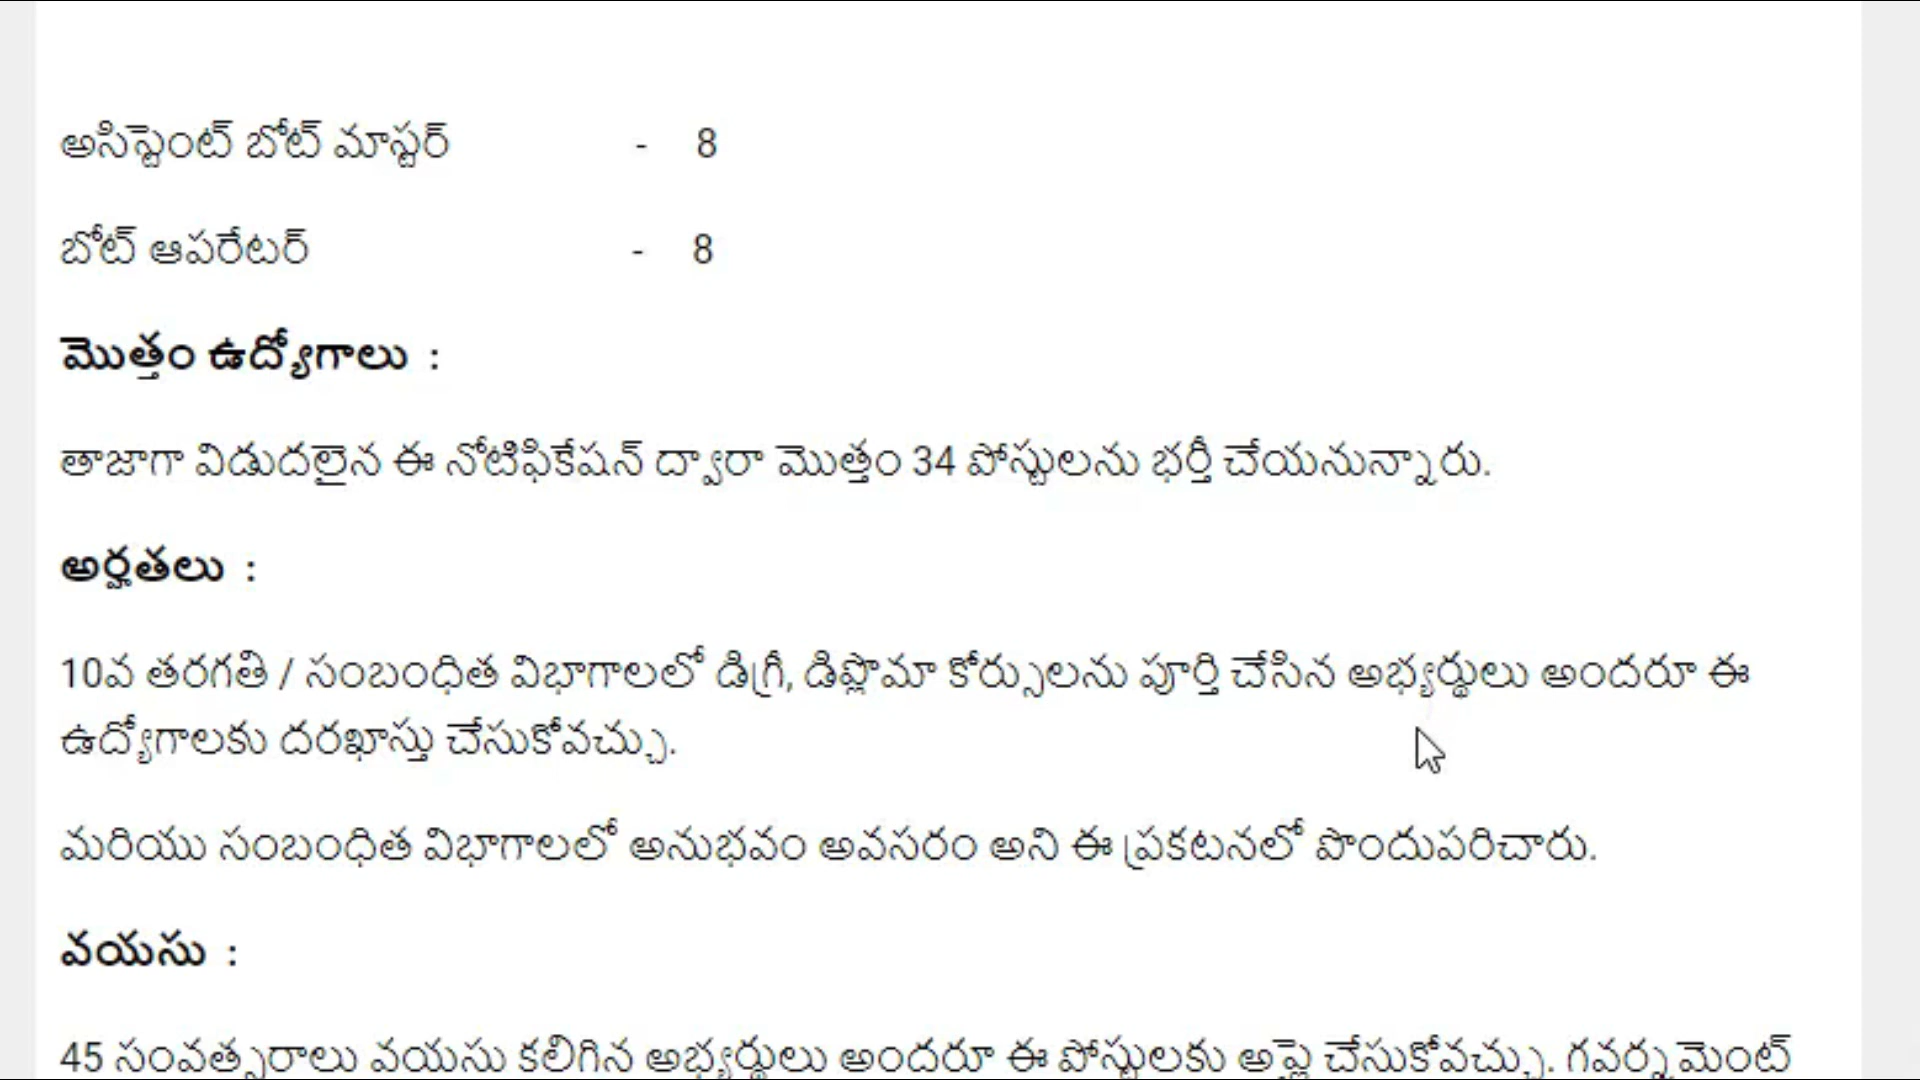 అసిస్టెంట్ బోట్ మాస్టర్ - 8
బోట్ ఆపరేటర్ - 8
మొత్తం ఉద్యోగాలు :
తాజాగా విడుదలైన ఈ నోటిఫికేషన్ ద్వారా మొత్తం 34 పోస్టులను భర్తీ చేయనున్నారు.
అర్హతలు :
10వ తరగతి / సంబంధిత విభాగాలలో డిగ్రీ, డిప్లొమా కోర్సులను పూర్తి చేసిన అభ్యర్థులు అందరూ ఈ
ఉద్యోగాలకు దరఖాస్తు చేసుకోవచ్చు.
మరియు సంబంధిత విభాగాలలో అనుభవం అవసరం అని ఈ ప్రకటనలో పొందుపరిచారు.
వయసు :
45 సంవత్సరాలు వయసు కలిగిన అభ్యర్థులు అందరూ ఈ పోస్టులకు అప్లై చేసుకోవచ్చు. గవర్నమెంట్